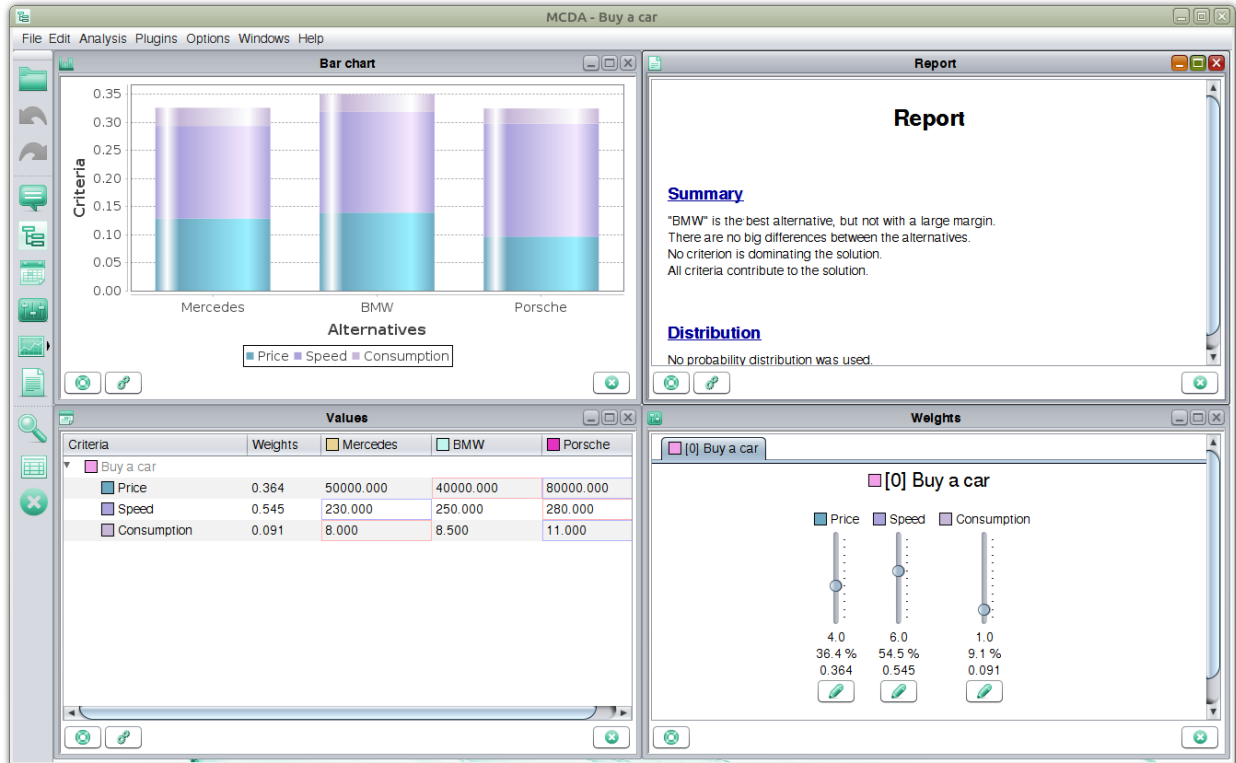 MCDA - Buy a car
File Edit Analysis Plugins Options Windows Help
Bar chart
0.35
0.30
0.25
0.20
0.15
0.10
0.05
0.00
Criteria
Mercedes BMW Porsche
Alternatives
Price Speed Consumption
Report
Report
Summary
"BMW" is the best alternative, but not with a large margin.
There are no big differences between the alternatives.
No criterion is dominating the solution.
All criteria contribute to the solution.
Distribution
No probability distribution was used.
Values
Criteria Weights Mercedes BMW Porsche
Buy a car
Price 0.364 50000.000 40000.000 80000.000
Speed 0.545 230.000 250.000 280.000
Consumption 0.091 8.000 8.500 11.000
Weights
[0] Buy a car
[0] Buy a car
Price Speed Consumption
4.0 6.0 1.0
36.4 % 54.5 % 9.1 %
0.364 0.545 0.091